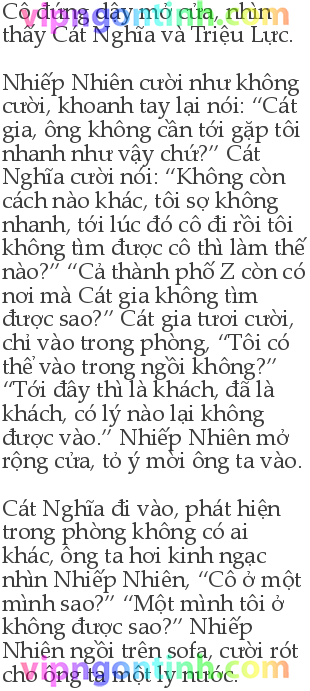 vipngontinh.com
Cô đứng dậy mở cửa, nhìn
thấy Cát Nghĩa và Triệu Lực.
Nhiếp Nhiên cười như không
cười, khoanh tay lại nói: “Cát
gia, ông không cần tới gặp tôi
nhanh như vậy chứ?” Cát
Nghĩa cười nói: “Không còn
cách nào khác, tôi sợ không
nhanh, tới lúc đó cô đi rồi tôi
không tìm được cô thì làm thế
nào?” “Cả thành phố Z còn có
nơi mà Cát gia không tìm
được sao?” Cát gia tươi cười,
chỉ vào trong phòng, “Tôi có
thể vào trong ngồi không?”
“Tới đây thì là khách, đã là
khách, có lý nào lại không
được vào.” Nhiếp Nhiên mở
rộng cửa, tỏ ý mời ông ta vào.
Cát Nghĩa đi vào, phát hiện
trong phòng không có ai
khác, ông ta hơi kinh ngạc
nhìn Nhiếp Nhiên, “Cô ở một
mình sao?” “Một mình tôi ở
không được sao?” Nhiếp
Nhiên ngồi trên sofa, cười rót
cho ông ta một ly nước.
vipngontinh.com